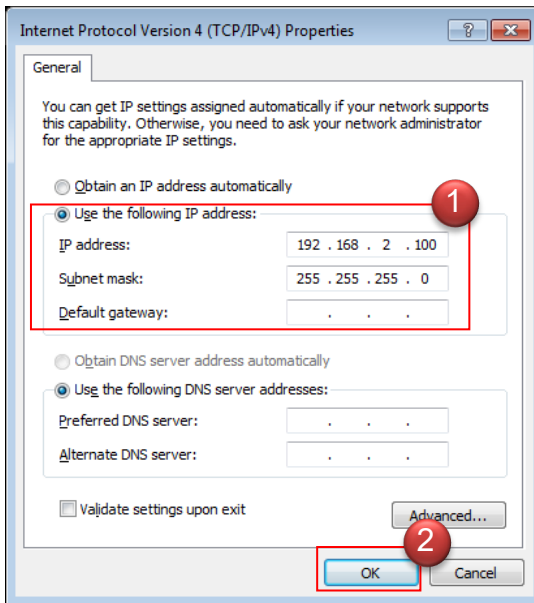 Internet Protocol Version 4 (TCP/IPv4) Properties
General
You can get IP settings assigned automatically if your network supports
this capability. Otherwise, you need to ask your network administrator
for the appropriate IP settings.
Obtain an IP address automatically
1
Use the following IP address:
IP address: 192 . 168 . 2 . 100
Subnet mask: 255 . 255 . 255 . 0
Default gateway: . . .
Obtain DNS server address automatically
Use the following DNS server addresses:
Preferred DNS server: . . .
Alternate DNS server: . . .
Validate settings upon exit
Advanced...
2
OK Cancel